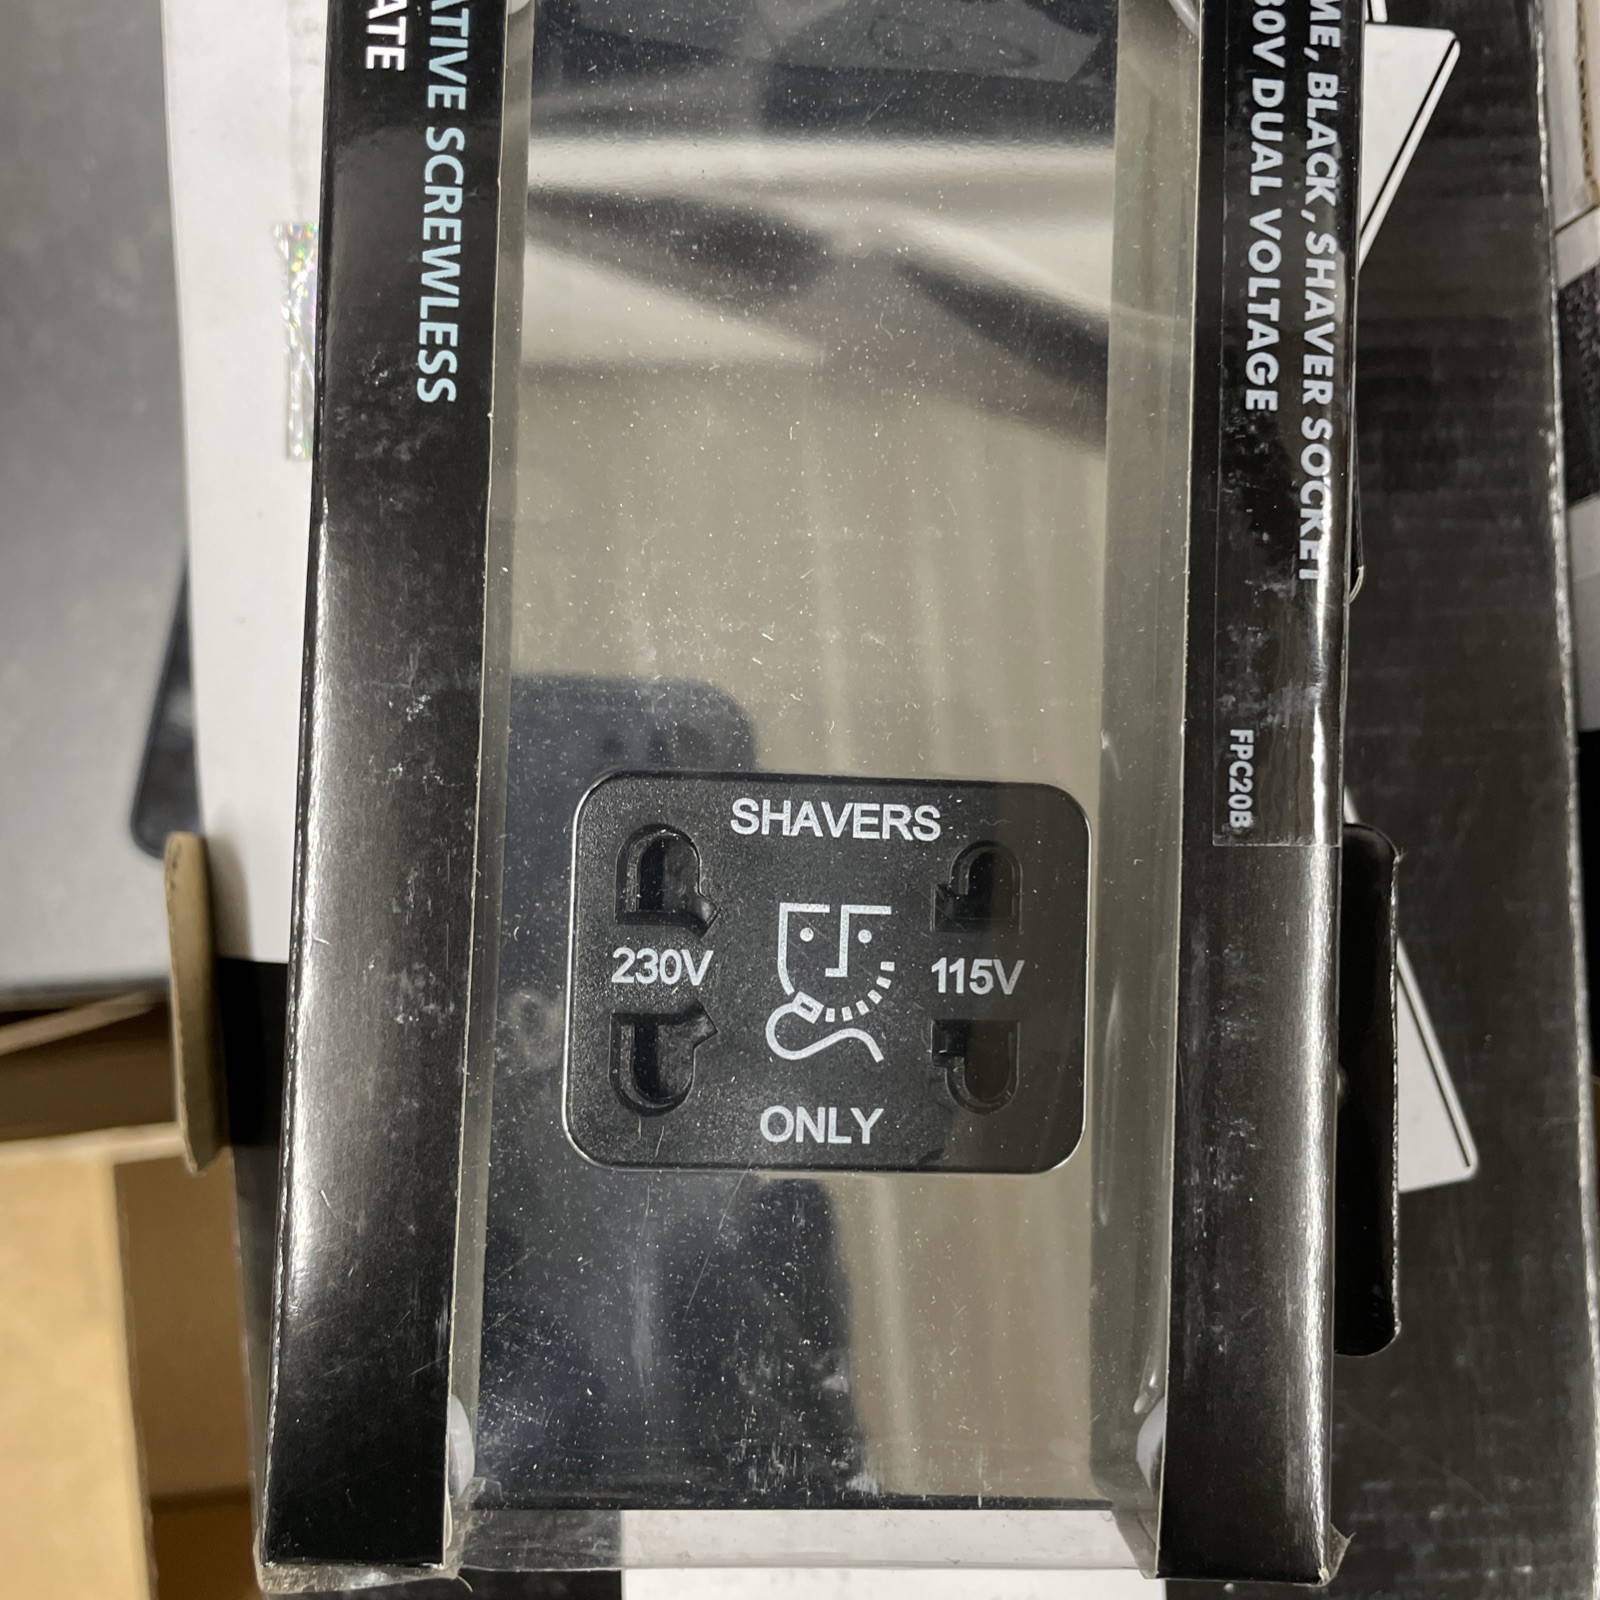 ATIVE SCREWLESS
ATE
ME, BLACK, SHAVER SOCKET
30V DUAL VOLTAGE
FPC20B
SHAVERS
230V
115V
ONLY